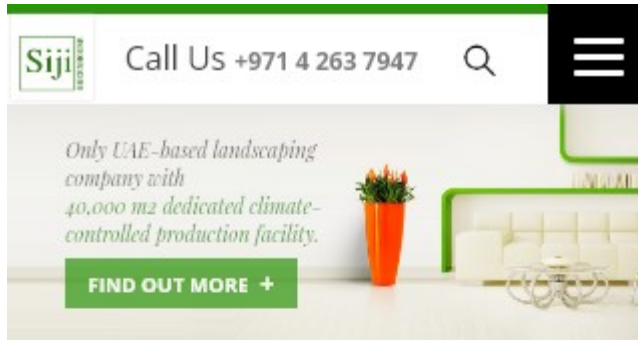 Siji
Call Us +971 4 263 7947
Only UAE-based landscaping
company with
40,000 m2 dedicated climate-
controlled production facility.
FIND OUT MORE +